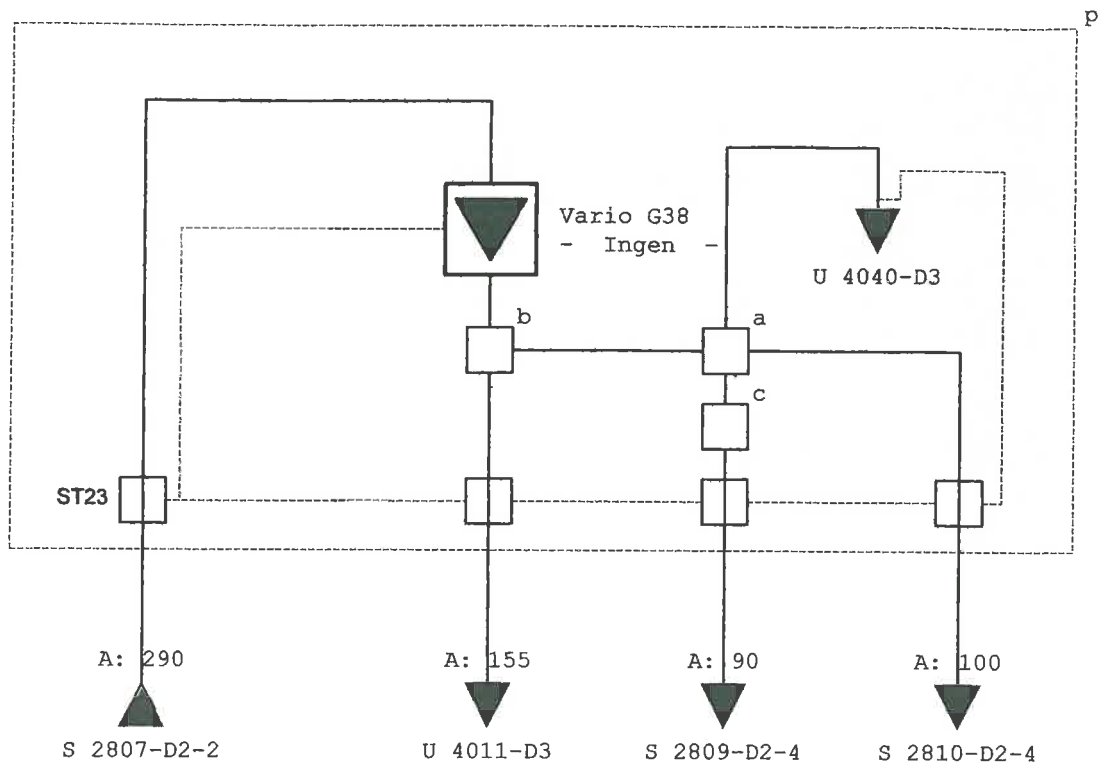 p
Vario G38
- Ingen -
U 4040-D3
b
a
c
ST23
A: 290
A: 155
A: 90
A: 100
S 2807-D2-2
U 4011-D3
S 2809-D2-4
S 2810-D2-4